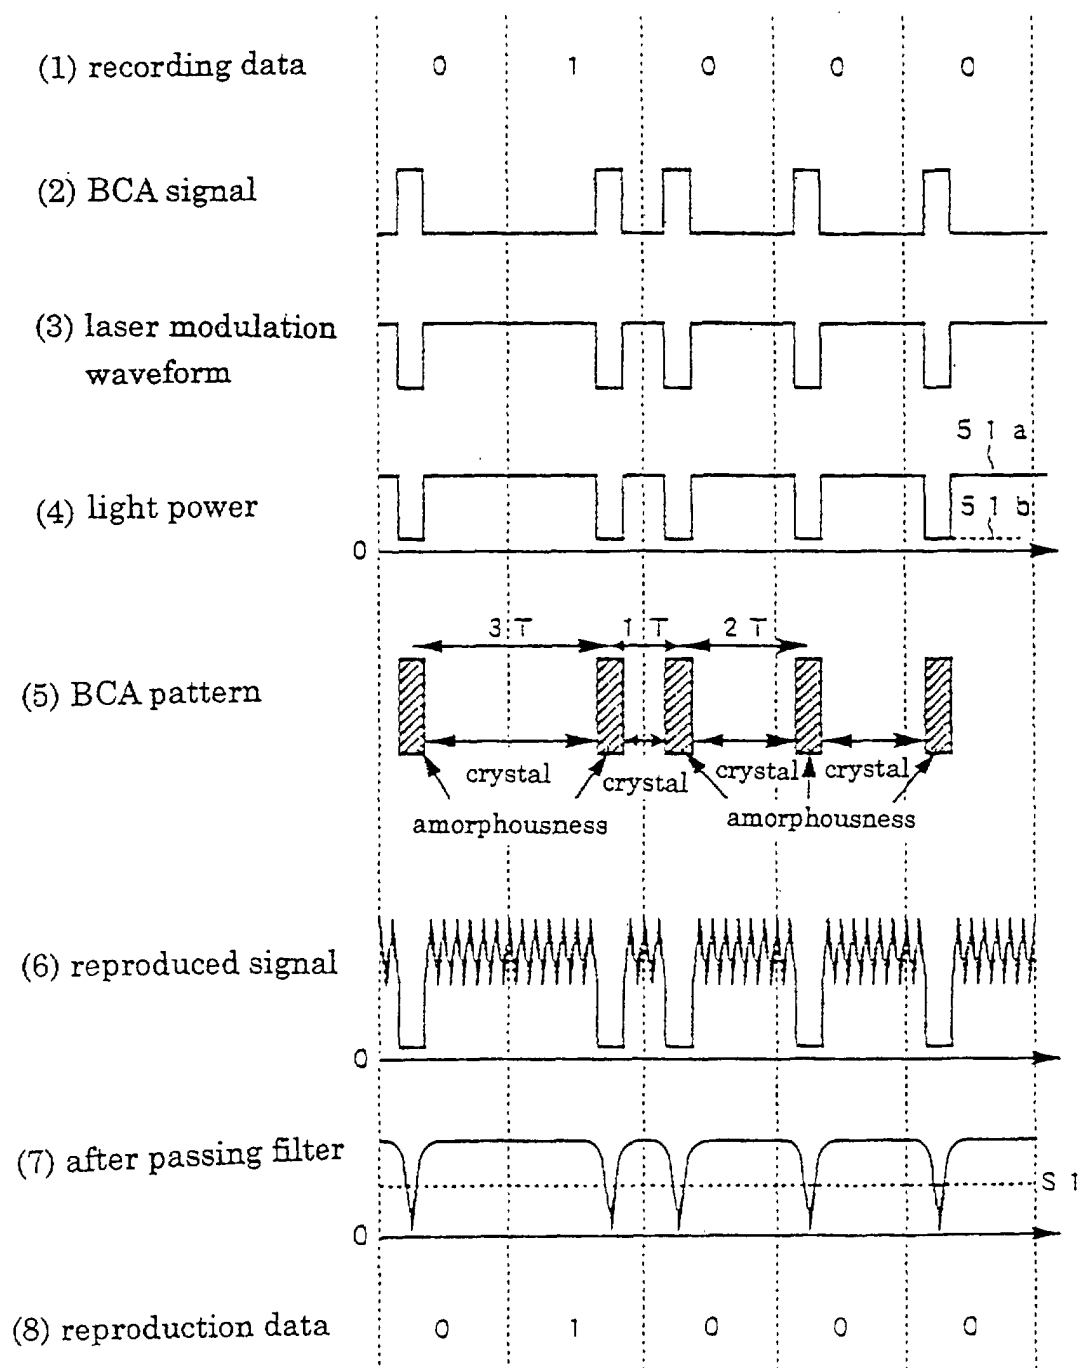 (1) recording data 0 1 0 0 0
(2) BCA signal
(3) laser modulation
waveform
51a
(4) light power
51b
0
3T 1T 2T
(5) BCA pattern
crystal crystal crystal crystal
amorphousness amorphousness
(6) reproduced signal
0
(7) after passing filter
S1
0
(8) reproduction data 0 1 0 0 0